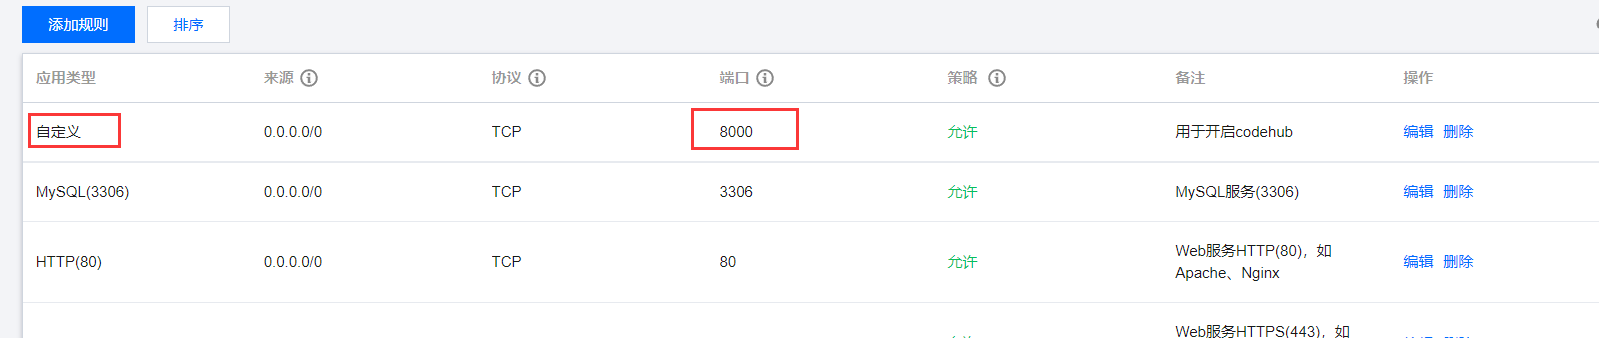 添加规则 排序
应用类型 来源 协议 端口 策略 备注 操作
自定义 0.0.0.0/0 TCP 8000 允许 用于开启codehub 编辑 删除
MySQL(3306) 0.0.0.0/0 TCP 3306 允许 MySQL服务(3306) 编辑 删除
HTTP(80) 0.0.0.0/0 TCP 80 允许 Web服务HTTP(80)，如 编辑 删除
Apache、Nginx
Web服务HTTPS(443)，如